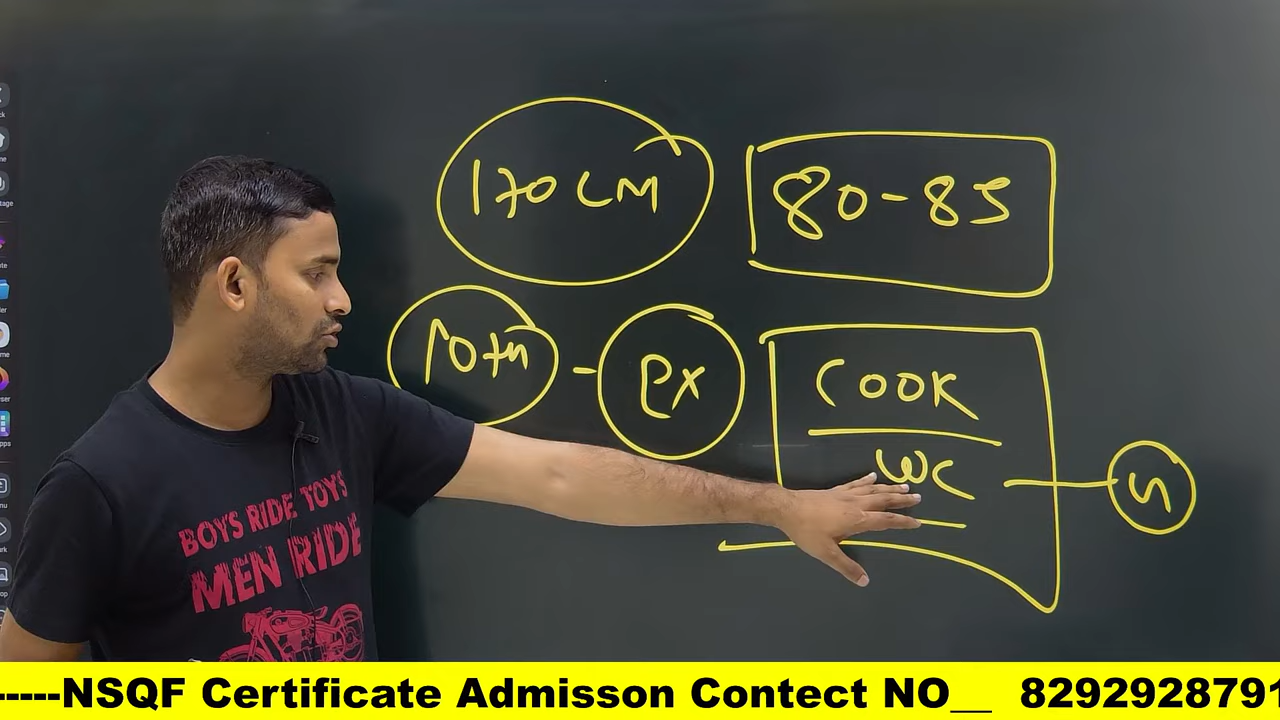 170 CM
80-85
10th - ex
COOK
WC
BOYS RIDE TOYS
MEN RIDE
-----NSQF Certificate Admisson Contect NO__ 8292928791